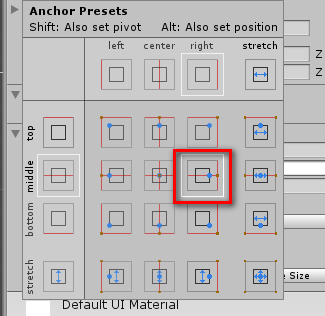 Anchor Presets
Shift: Also set pivot Alt: Also set position
left center right stretch
Z
Z
top
middle
bottom
stretch
e Size
Default UI Material